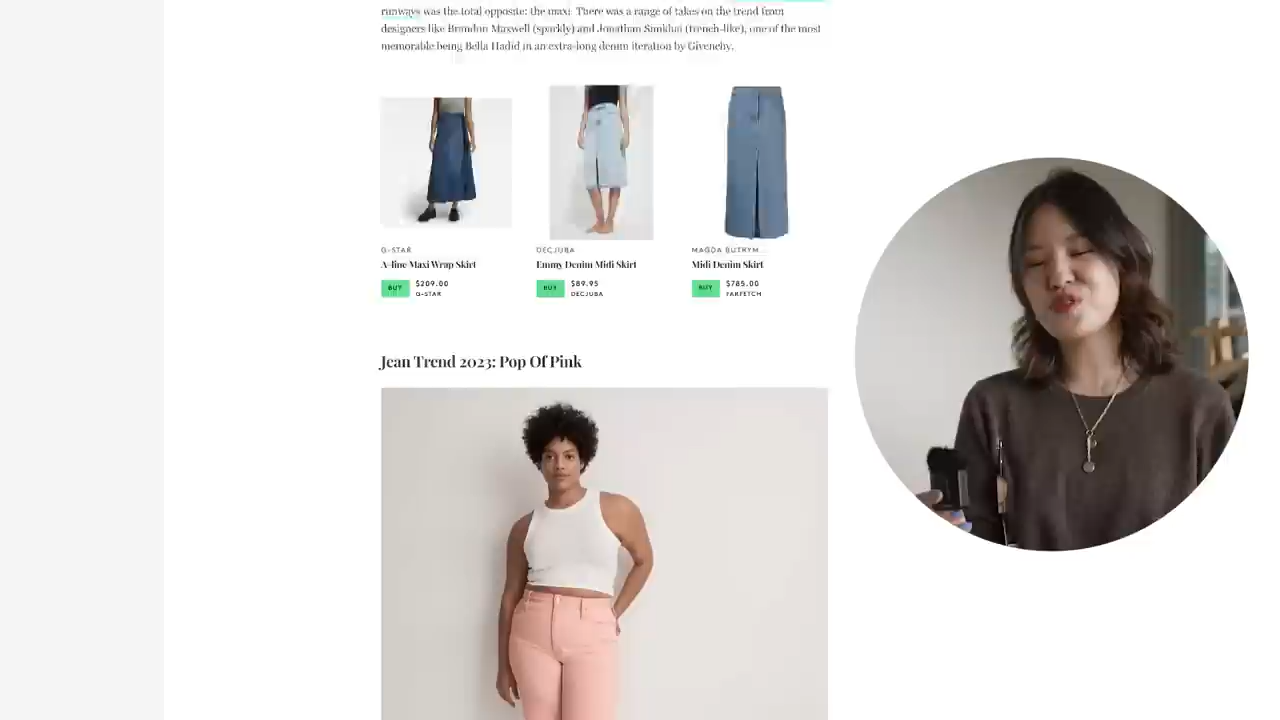 runways was the total opposite: the maxi. There was a range of takes on the trend from
designers like Brandon Maxwell (sparkly) and Jonathan Simkhai (trench-like), one of the most
memorable being Bella Hadid in an extra-long denim iteration by Givenchy.
G-STAR
A-line Maxi Wrap Skirt
BUY
$209.00
G-STAR
DECJUBA
Emmy Denim Midi Skirt
BUY
$89.95
DECJUBA
MAGDA BUTRYM...
Midi Denim Skirt
BUY
$785.00
FARFETCH
Jean Trend 2023: Pop Of Pink